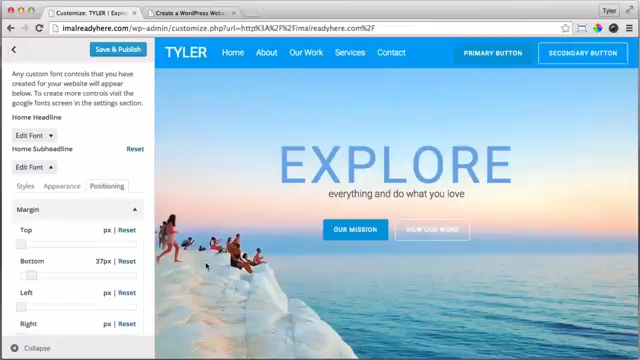 Customize: TYLER | Explor
Create a WordPress Webs
Tyler
imalreadyhere.com/wp-admin/customize.php?url=http%3A%2F%2Fimalreadyhere.com%2F
Save & Publish
TYLER
Home
About
Our Work
Services
Contact
PRIMARY BUTTON
SECONDARY BUTTON
Any custom font controls that you have
created for your website will appear
below. To create more controls visit the
google fonts screen in the settings section.
Home Headline
Edit Font
Home Subheadline
Reset
Edit Font
Styles
Appearance
Positioning
Margin
Top
px | Reset
Bottom
37px | Reset
Left
px | Reset
Right
px | Reset
Collapse
EXPLORE
everything and do what you love
OUR MISSION
VIEW OUR WORK